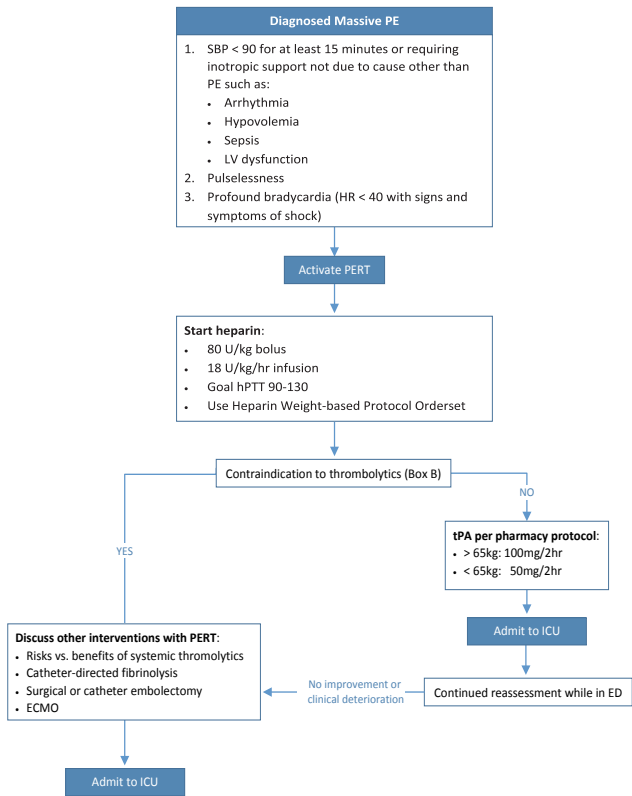 Diagnosed Massive PE
1. SBP < 90 for at least 15 minutes or requiring
inotropic support not due to cause other than
PE such as:
• Arrhythmia
• Hypovolemia
• Sepsis
• LV dysfunction
2. Pulselessness
3. Profound bradycardia (HR < 40 with signs and
symptoms of shock)
Activate PERT
Start heparin:
• 80 U/kg bolus
• 18 U/kg/hr infusion
• Goal hPTT 90-130
• Use Heparin Weight-based Protocol Orderset
Contraindication to thrombolytics (Box B)
NO
YES
tPA per pharmacy protocol:
• > 65kg: 100mg/2hr
• < 65kg: 50mg/2hr
Admit to ICU
Continued reassessment while in ED
No improvement or
clinical deterioration
Discuss other interventions with PERT:
• Risks vs. benefits of systemic thromolytics
• Catheter-directed fibrinolysis
• Surgical or catheter embolectomy
• ECMO
Admit to ICU